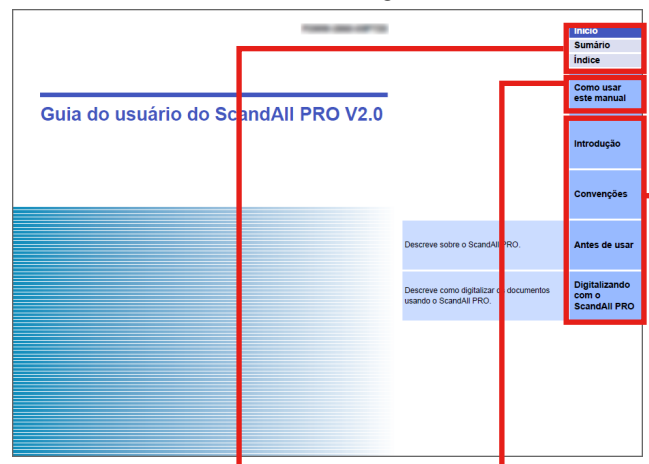 Início
Sumário
Índice
Como usar
este manual
Guia do usuário do ScandAll PRO V2.0
Introdução
Convenções
Descreve sobre o ScandAll PRO.
Antes de usar
Descreve como digitalizar os documentos
usando o ScandAll PRO.
Digitalizando
com o
ScandAll PRO